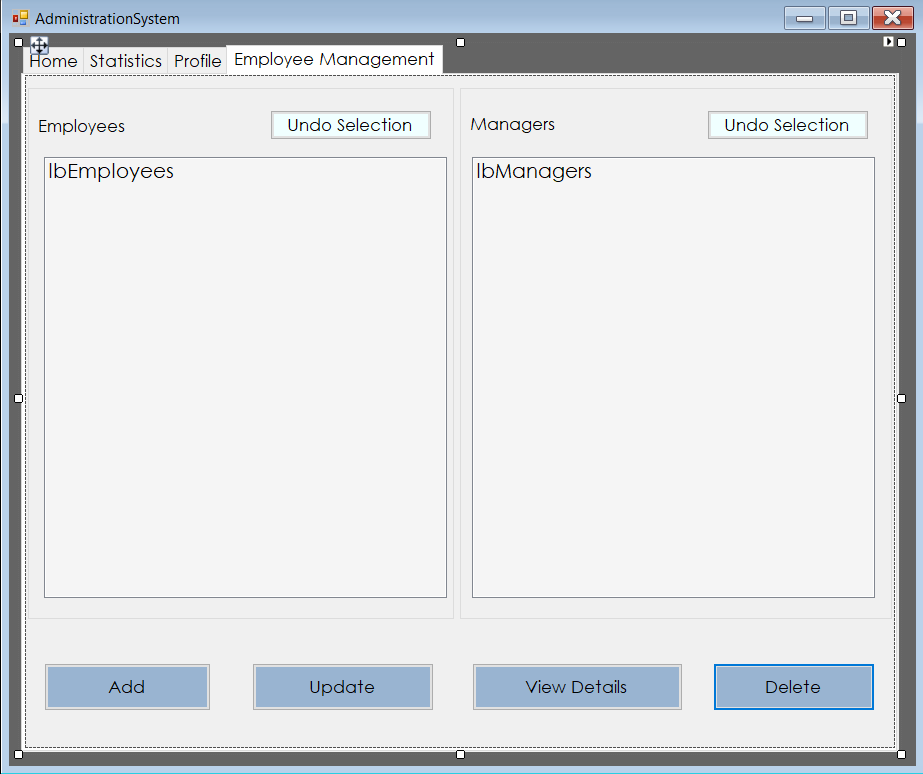 AdministrationSystem
Home Statistics Profile Employee Management
Employees Undo Selection
Managers Undo Selection
lbEmployees
lbManagers
Add Update View Details Delete